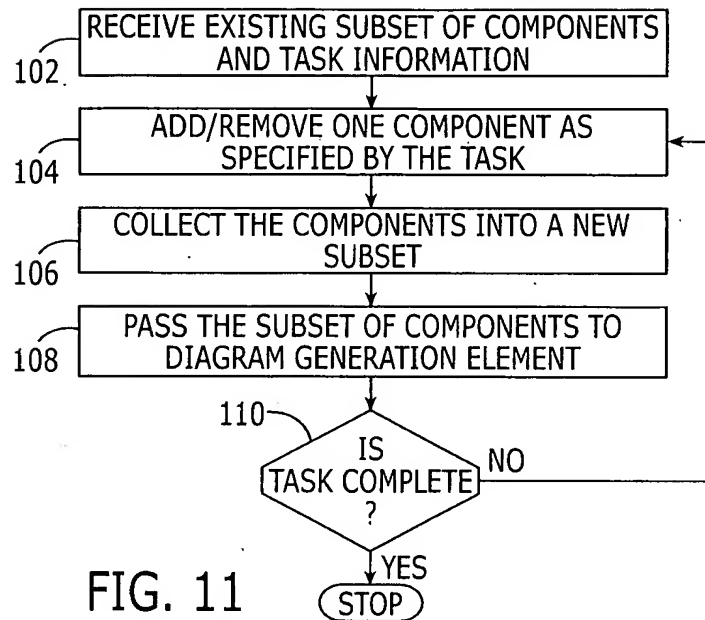 RECEIVE EXISTING SUBSET OF COMPONENTS
AND TASK INFORMATION
102
ADD/REMOVE ONE COMPONENT AS
SPECIFIED BY THE TASK
104
COLLECT THE COMPONENTS INTO A NEW
SUBSET
106
PASS THE SUBSET OF COMPONENTS TO
DIAGRAM GENERATION ELEMENT
108
110
IS
TASK COMPLETE
?
NO
YES
STOP
FIG. 11